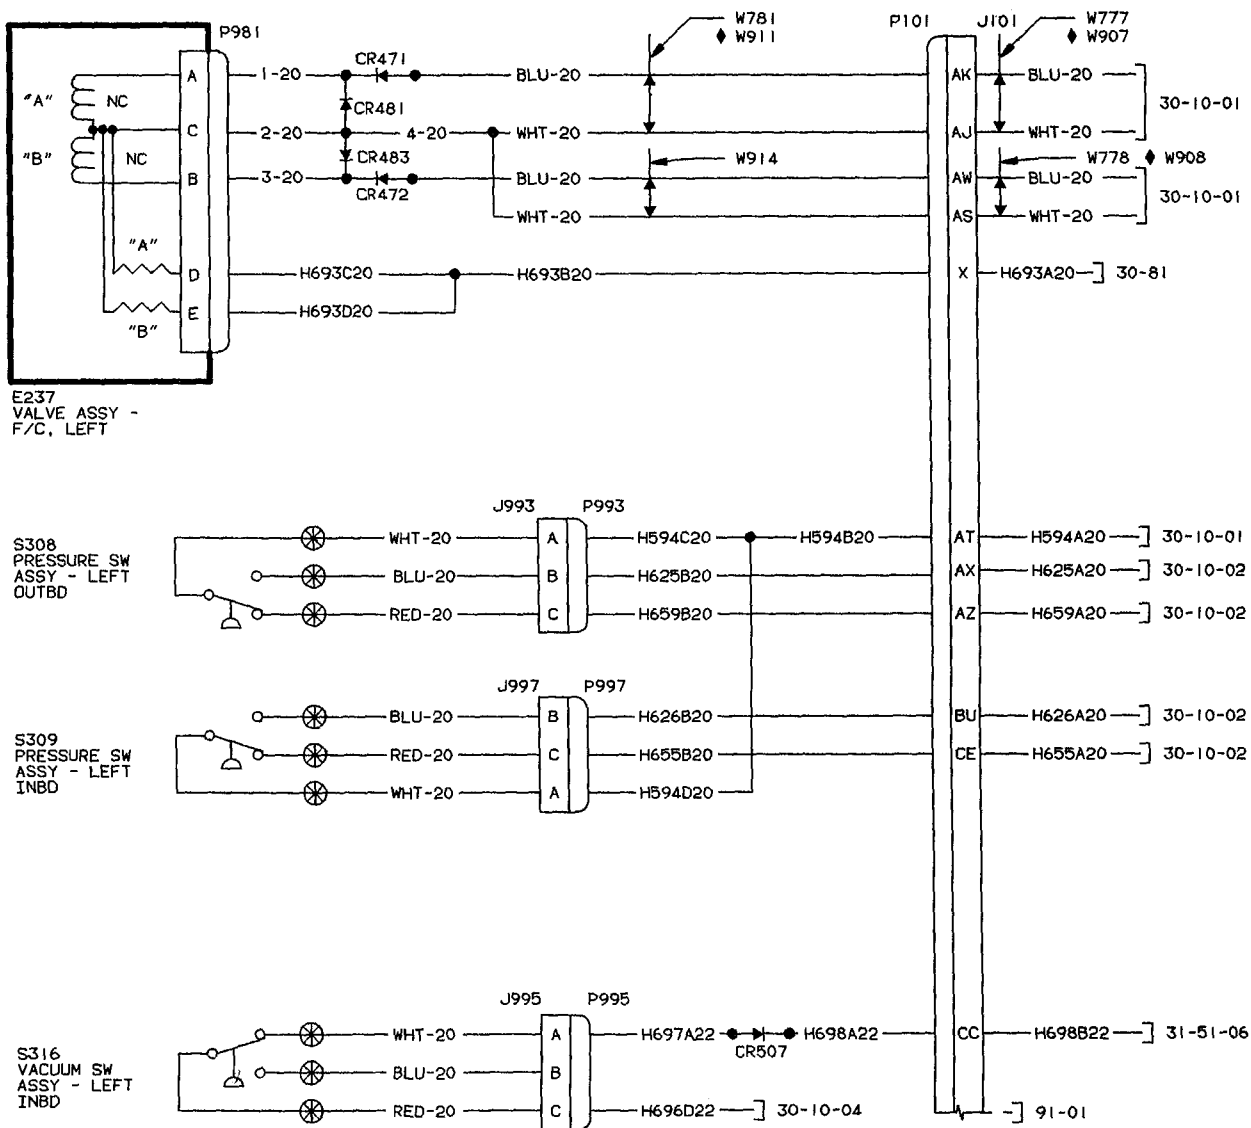 W781
◆ W911
P101 J101
W777
◆ W907
P981
CR471
A 1-20 BLU-20 AK BLU-20
"A" NC
CR481
30-10-01
C 2-20 4-20 WHT-20 AJ WHT-20
"B" NC
CR483
W914
W778 ◆ W908
B 3-20 BLU-20 AW BLU-20
CR472
30-10-01
WHT-20 AS WHT-20
"A"
D H693C20 H693B20 X H693A20 30-81
E H693D20
"B"
E237
VALVE ASSY -
F/C, LEFT
J993 P993
S308
PRESSURE SW
ASSY - LEFT
OUTBD
WHT-20 A H594C20 H594B20 AT H594A20 30-10-01
BLU-20 B H625B20 AX H625A20 30-10-02
RED-20 C H659B20 AZ H659A20 30-10-02
J997 P997
S309
PRESSURE SW
ASSY - LEFT
INBD
BLU-20 B H626B20 BU H626A20 30-10-02
RED-20 C H655B20 CE H655A20 30-10-02
WHT-20 A H594D20
J995 P995
S316
VACUUM SW
ASSY - LEFT
INBD
WHT-20 A H697A22 H698A22 CC H698B22 31-51-06
CR507
BLU-20 B
RED-20 C H696D22 30-10-04 91-01